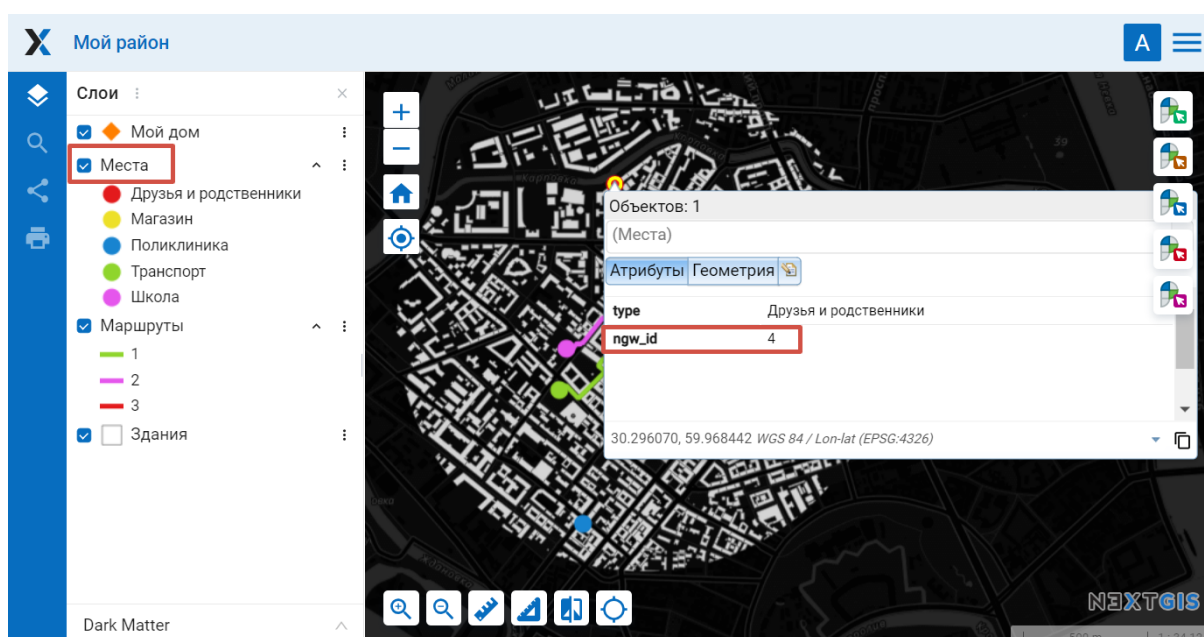 Мой район
A
Слои
Мой дом
Места
Друзья и родственники
Магазин
Поликлиника
Транспорт
Школа
Маршруты
1
2
3
Здания
Dark Matter
Объектов: 1
(Места)
Атрибуты Геометрия
type Друзья и родственники
ngw_id 4
30.296070, 59.968442 WGS 84 / Lon-lat (EPSG:4326)
59
NEXTGIS